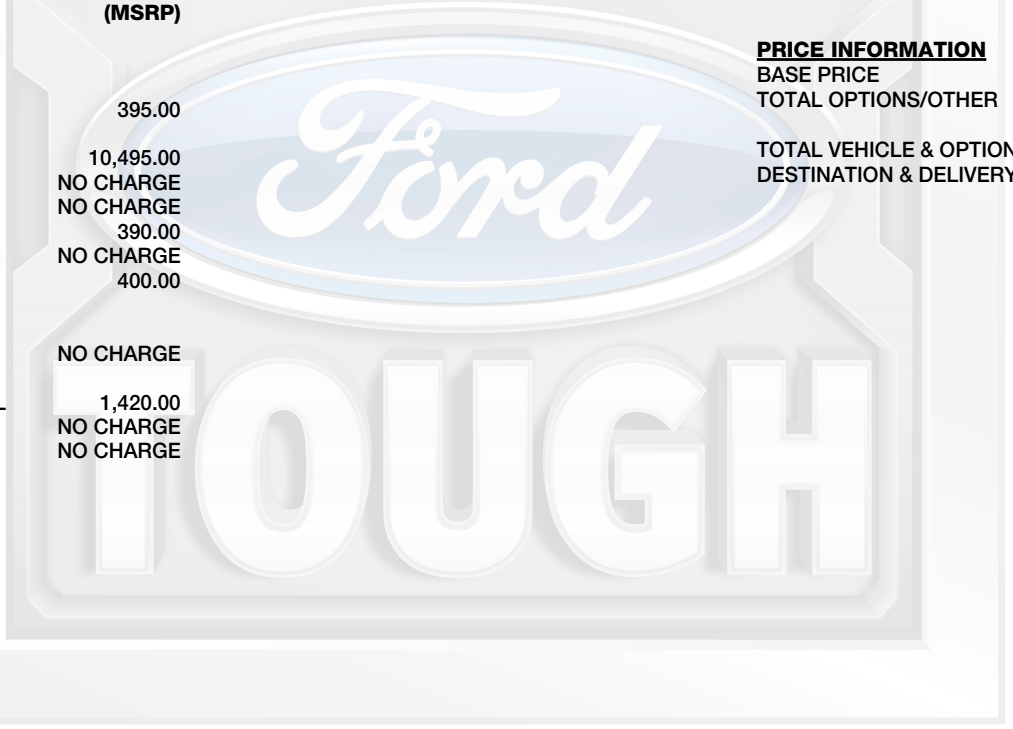 (MSRP)
395.00
10,495.00
NO CHARGE
NO CHARGE
390.00
NO CHARGE
400.00
NO CHARGE
1,420.00
NO CHARGE
NO CHARGE
PRICE INFORMATION
BASE PRICE
TOTAL OPTIONS/OTHER
TOTAL VEHICLE & OPTION
DESTINATION & DELIVERY
Ford
TOUGH